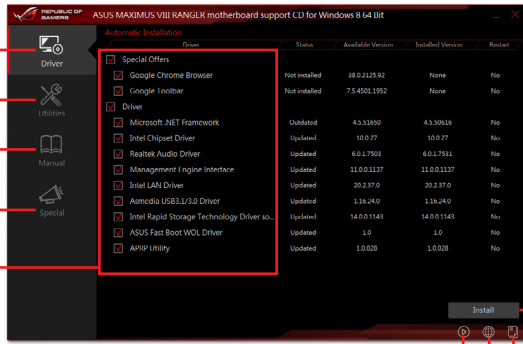 REPUBLIC OF
GAMERS
ASUS MAXIMUS VIII RANGER motherboard support CD for Windows 8 64 Bit
Automatic Installation
Driver Status Available Version Installed Version Restart
Special Offers
Google Chrome Browser Not installed 38.0.2125.92 None No
Google Toolbar Not installed 7.5.4501.1952 None No
Driver
Microsoft .NET Framework Outdated 4.5.51650 4.5.50616 No
Intel Chipset Driver Updated 10.0.27 10.0.27 No
Realtek Audio Driver Updated 6.0.1.7503 6.0.1.7531 No
Management Engine Interface Updated 11.0.0.1137 11.0.0.1137 No
Intel LAN Driver Updated 20.2.37.0 20.2.37.0 No
Asmedia USB3.1/3.0 Driver Updated 1.16.24.0 1.16.24.0 No
Intel Rapid Storage Technology Driver so... Updated 14.0.0.1143 14.0.0.1143 No
ASUS Fast Boot WOL Driver Updated 1.0 1.0 No
APRP Utility Updated 1.0.028 1.0.028 No
Driver
Utilities
Manual
Special
Install